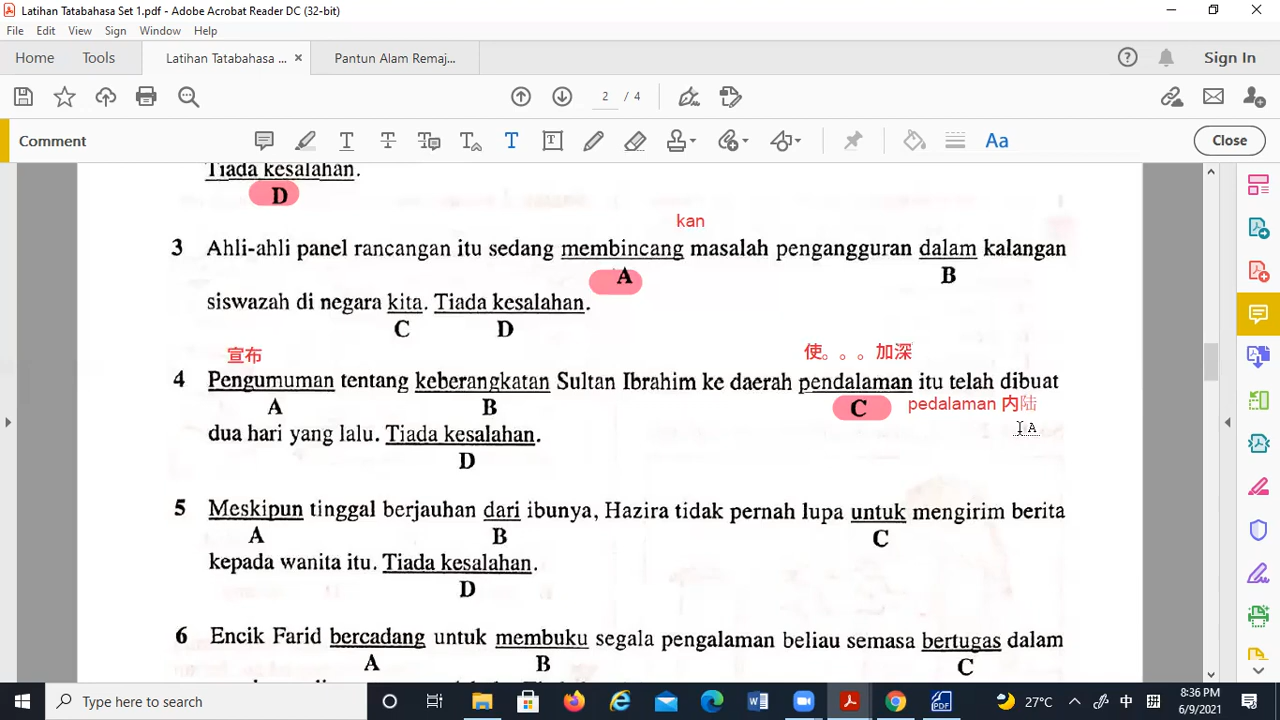 Latihan Tatabahasa Set 1.pdf - Adobe Acrobat Reader DC (32-bit)
File Edit View Sign Window Help
Home Tools Latihan Tatabahasa ... × Pantun Alam Remaj... Sign In
2 / 4
Comment Close
Tiada kesalahan.
D
kan
3 Ahli-ahli panel rancangan itu sedang membincang masalah pengangguran dalam kalangan
A B
siswazah di negara kita. Tiada kesalahan.
C D
宣布 使。。。加深
4 Pengumuman tentang keberangkatan Sultan Ibrahim ke daerah pendalaman itu telah dibuat
A B C pedalaman 内陆
dua hari yang lalu. Tiada kesalahan.
D
5 Meskipun tinggal berjauhan dari ibunya, Hazira tidak pernah lupa untuk mengirim berita
A B C
kepada wanita itu. Tiada kesalahan.
D
6 Encik Farid bercadang untuk membuku segala pengalaman beliau semasa bertugas dalam
A B C
Type here to search 27°C 中 拼 8:36 PM
6/9/2021